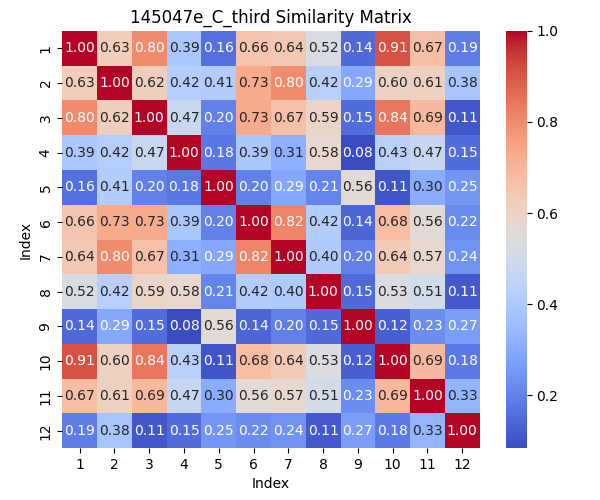 145047e_C_third Similarity Matrix
1 1.00 0.63 0.80 0.39 0.16 0.66 0.64 0.52 0.14 0.91 0.67 0.19
2 0.63 1.00 0.62 0.42 0.41 0.73 0.80 0.42 0.29 0.60 0.61 0.38
3 0.80 0.62 1.00 0.47 0.20 0.73 0.67 0.59 0.15 0.84 0.69 0.11
4 0.39 0.42 0.47 1.00 0.18 0.39 0.31 0.58 0.08 0.43 0.47 0.15
5 0.16 0.41 0.20 0.18 1.00 0.20 0.29 0.21 0.56 0.11 0.30 0.25
6 0.66 0.73 0.73 0.39 0.20 1.00 0.82 0.42 0.14 0.68 0.56 0.22
7 0.64 0.80 0.67 0.31 0.29 0.82 1.00 0.40 0.20 0.64 0.57 0.24
8 0.52 0.42 0.59 0.58 0.21 0.42 0.40 1.00 0.15 0.53 0.51 0.11
9 0.14 0.29 0.15 0.08 0.56 0.14 0.20 0.15 1.00 0.12 0.23 0.27
10 0.91 0.60 0.84 0.43 0.11 0.68 0.64 0.53 0.12 1.00 0.69 0.18
11 0.67 0.61 0.69 0.47 0.30 0.56 0.57 0.51 0.23 0.69 1.00 0.33
12 0.19 0.38 0.11 0.15 0.25 0.22 0.24 0.11 0.27 0.18 0.33 1.00
1 2 3 4 5 6 7 8 9 10 11 12
Index
Index
1.0
0.8
0.6
0.4
0.2